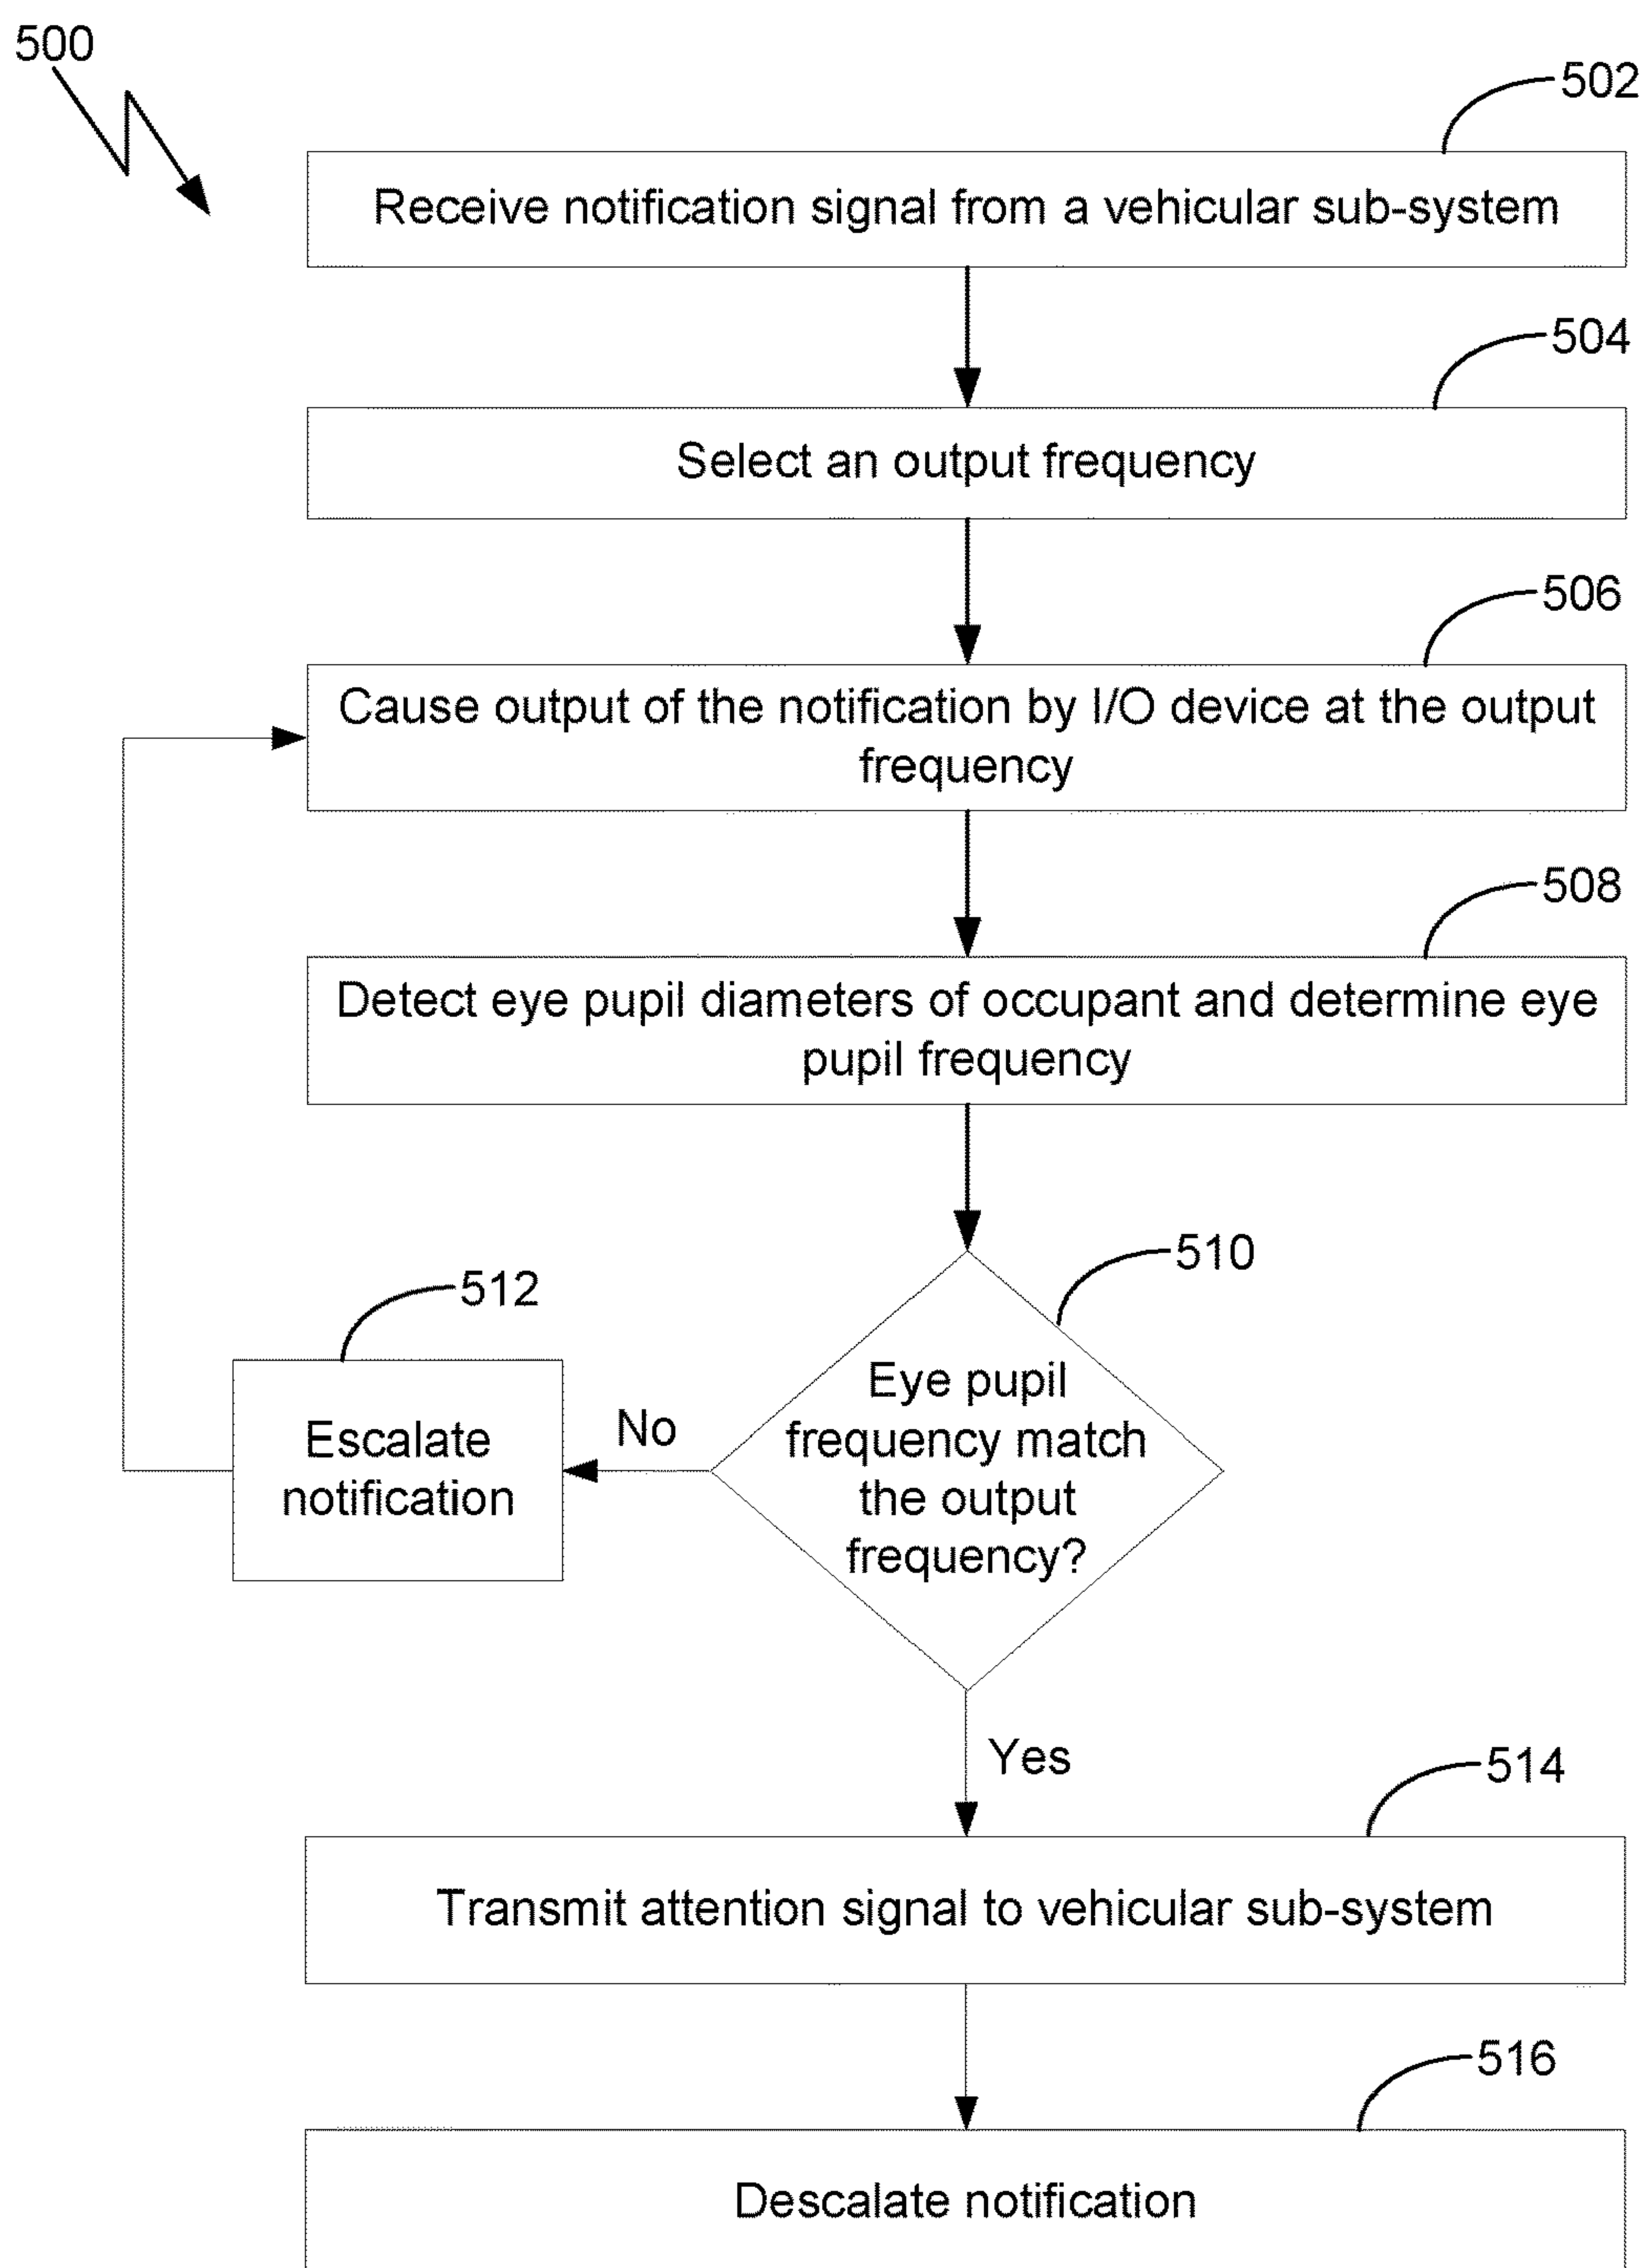 500
502
Receive notification signal from a vehicular sub-system
504
Select an output frequency
506
Cause output of the notification by I/O device at the output
frequency
508
Detect eye pupil diameters of occupant and determine eye
pupil frequency
510
Eye pupil
frequency match
the output
frequency?
512
No
Escalate
notification
Yes
514
Transmit attention signal to vehicular sub-system
516
Descalate notification